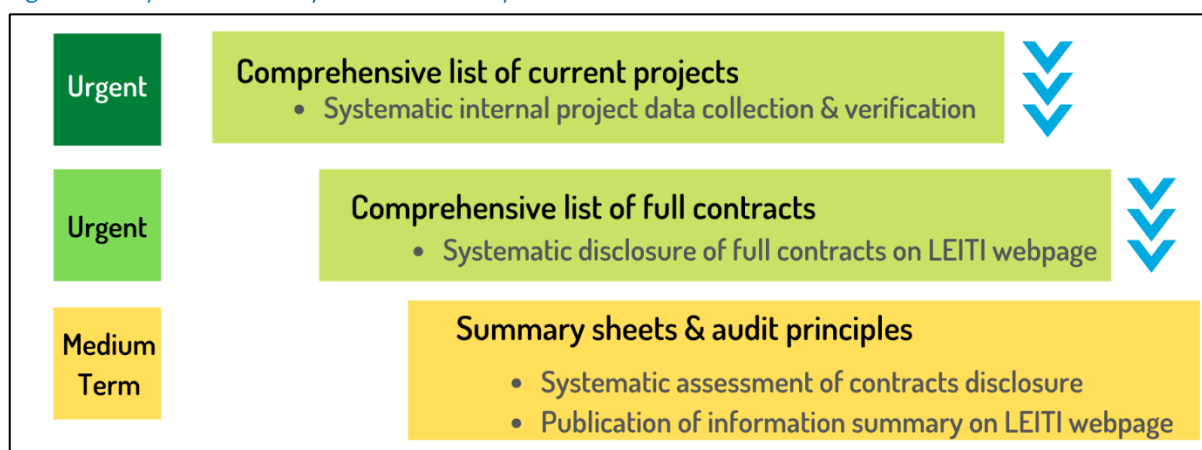 Urgent
Comprehensive list of current projects
• Systematic internal project data collection & verification
Urgent
Comprehensive list of full contracts
• Systematic disclosure of full contracts on LEITI webpage
Medium
Term
Summary sheets & audit principles
• Systematic assessment of contracts disclosure
• Publication of information summary on LEITI webpage